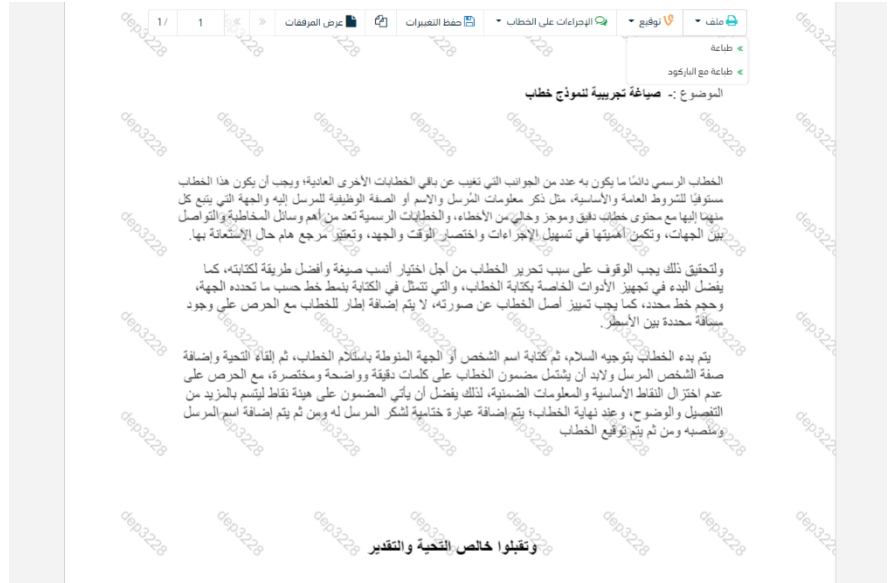 ملف توقيع الإجراءات على الخطاب حفظ التغييرات عرض المرفقات 1 / 1
طباعة
طباعة مع الباركود
الموضوع :- صياغة تجريبية لنموذج خطاب
الخطاب الرسمي دائمًا ما يكون به عدد من الجوانب التي تغيب عن باقي الخطابات الأخرى العادية؛ ويجب أن يكون هذا الخطاب
مستوفيًا للشروط العامة والأساسية، مثل ذكر معلومات المُرسل والاسم أو الصفة الوظيفية للمرسل إليه والجهة التي يتبع كل
منهما إليها مع محتوى خطاب دقيق وموجز وخالي من الأخطاء، والخطابات الرسمية تعد من أهم وسائل المخاطبة والتواصل
بين الجهات، وتكمن أهميتها في تسهيل الإجراءات واختصار الوقت والجهد، وتعتبر مرجع هام حال الاستعانة بها.
ولتحقيق ذلك يجب الوقوف على سبب تحرير الخطاب من أجل اختيار أنسب صيغة وأفضل طريقة لكتابته، كما
يفضل البدء في تجهيز الأدوات الخاصة بكتابة الخطاب، والتي تتمثل في الكتابة بنمط خط حسب ما تحدده الجهة,
وحجم خط محدد، كما يجب تمييز أصل الخطاب عن صورته، لا يتم إضافة إطار للخطاب مع الحرص على وجود
مسافة محددة بين الأسطر.
يتم بدء الخطاب بتوجيه السلام، ثم كتابة اسم الشخص أو الجهة المنوطة باستلام الخطاب، ثم إلقاء التحية وإضافة
صفة الشخص المرسل ولابد أن يشتمل مضمون الخطاب على كلمات دقيقة وواضحة ومختصرة، مع الحرص على
عدم اختزال النقاط الأساسية والمعلومات الضمنية، لذلك يفضل أن يأتي المضمون على هيئة نقاط ليتسم بالمزيد من
التفصيل والوضوح، وعند نهاية الخطاب؛ يتم إضافة عبارة ختامية لشكر المرسل له ومن ثم يتم إضافة اسم المرسل
ومنصبه ومن ثم يتم توقيع الخطاب
وتقبلوا خالص التحية والتقدير
dep3228